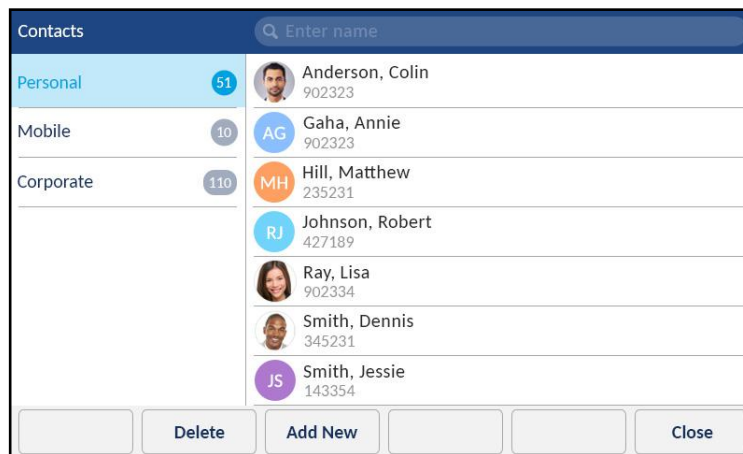 Contacts
Enter name
Personal 51
Mobile 10
Corporate 110
Anderson, Colin
902323
AG
Gaha, Annie
902323
MH
Hill, Matthew
235231
RJ
Johnson, Robert
427189
Ray, Lisa
902334
Smith, Dennis
345231
JS
Smith, Jessie
143354
Delete
Add New
Close